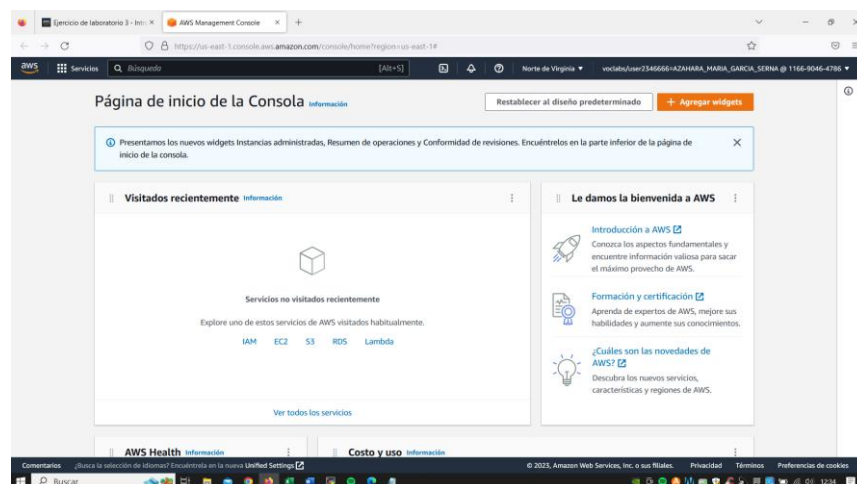 Ejercicio de laboratorio 3 - Intr
AWS Management Console
https://us-east-1.console.aws.amazon.com/console/home?region=us-east-1#
aws
Servicios
Búsqueda
[Alt+S]
Norte de Virginia
voclabs/user2346666=AZAHARA_MARIA_GARCIA_SERNA @ 1166-9046-4786
Página de inicio de la Consola Información
Restablecer al diseño predeterminado
+ Agregar widgets
Presentamos los nuevos widgets Instancias administradas, Resumen de operaciones y Conformidad de revisiones. Encuéntrelos en la parte inferior de la página de
inicio de la consola.
Visitados recientemente Información
Servicios no visitados recientemente
Explore uno de estos servicios de AWS visitados habitualmente.
IAM EC2 S3 RDS Lambda
Ver todos los servicios
Le damos la bienvenida a AWS
Introducción a AWS
Conozca los aspectos fundamentales y
encuentre información valiosa para sacar
el máximo provecho de AWS.
Formación y certificación
Aprenda de expertos de AWS, mejore sus
habilidades y aumente sus conocimientos.
¿Cuáles son las novedades de
AWS?
Descubra los nuevos servicios,
características y regiones de AWS.
AWS Health Información
Costo y uso Información
Comentarios
¿Busca la selección de idiomas? Encuéntrela en la nueva Unified Settings
© 2023, Amazon Web Services, Inc. o sus filiales.
Privacidad
Términos
Preferencias de cookies
Buscar
12:34